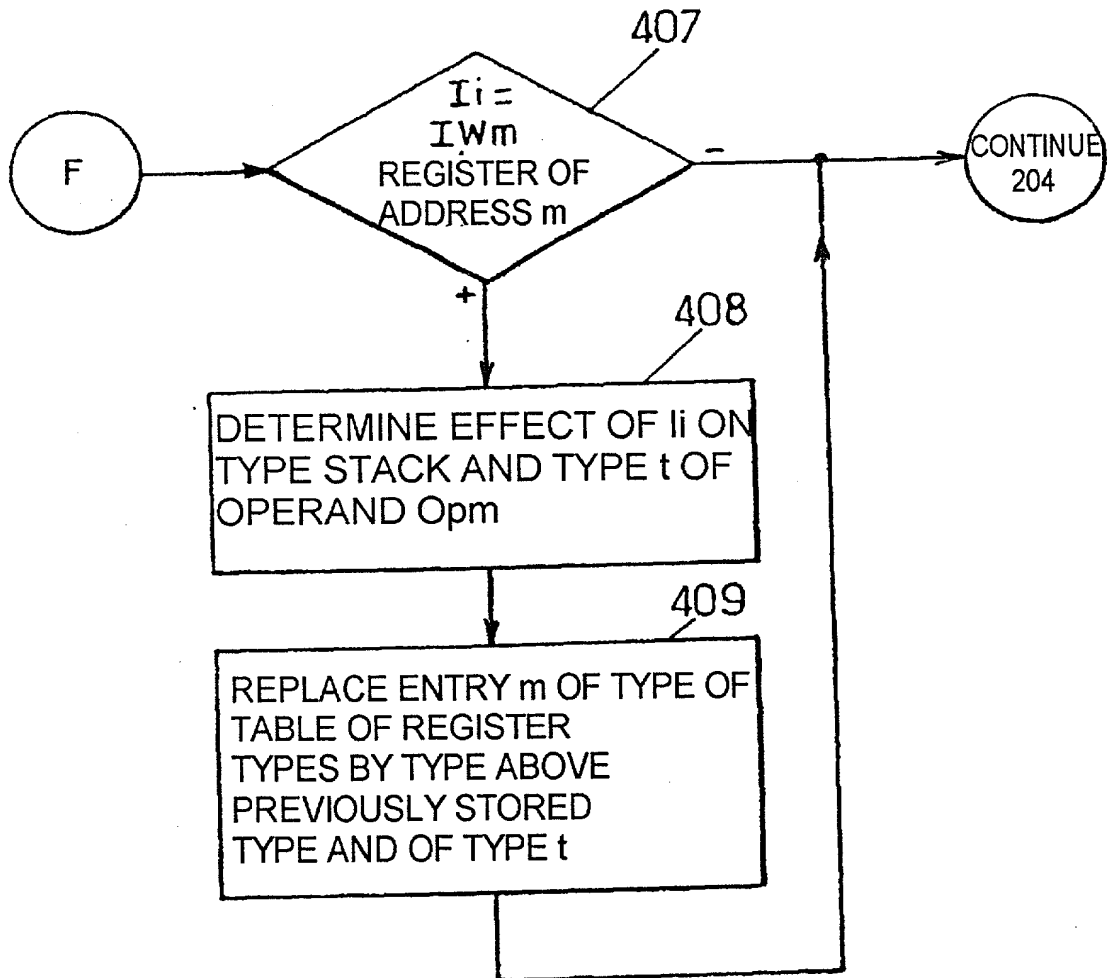 407
Ii =
IWm
REGISTER OF
ADDRESS m
F
-
CONTINUE
204
+
408
DETERMINE EFFECT OF Ii ON
TYPE STACK AND TYPE t OF
OPERAND Opm
409
REPLACE ENTRY m OF TYPE OF
TABLE OF REGISTER
TYPES BY TYPE ABOVE
PREVIOUSLY STORED
TYPE AND OF TYPE t